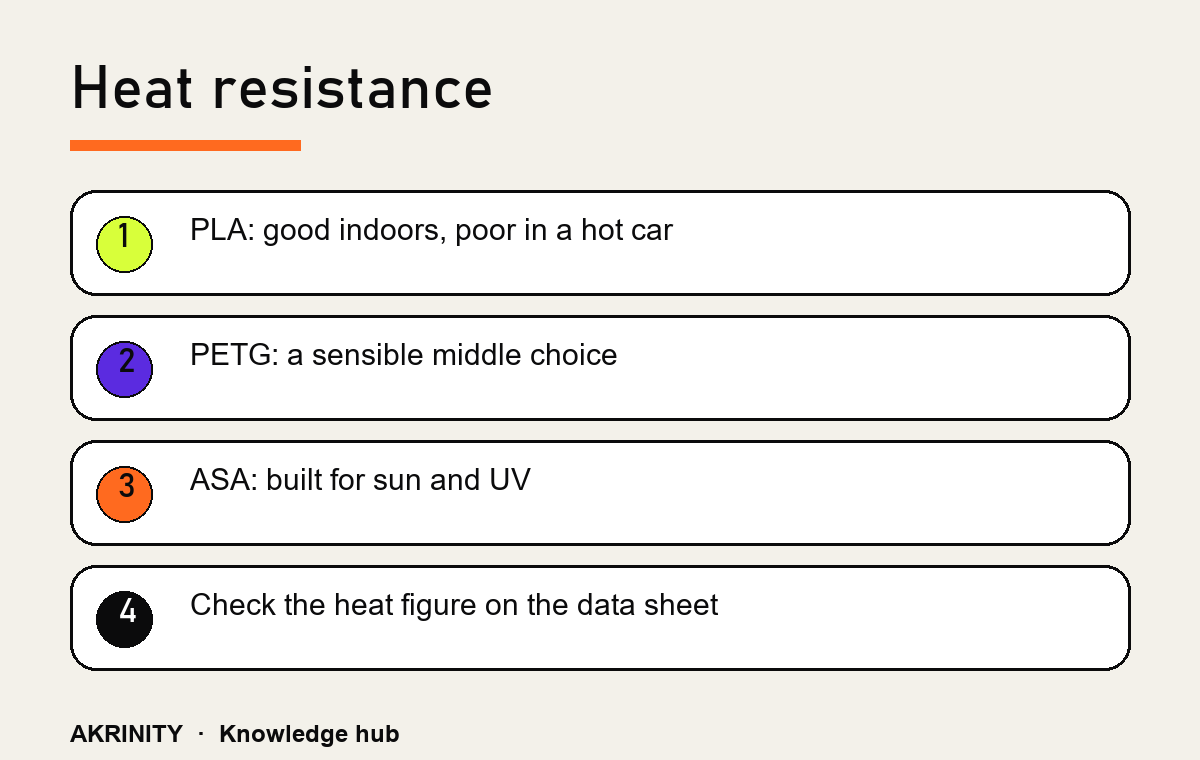 Heat resistance
1 PLA: good indoors, poor in a hot car
2 PETG: a sensible middle choice
3 ASA: built for sun and UV
4 Check the heat figure on the data sheet
AKRINITY · Knowledge hub